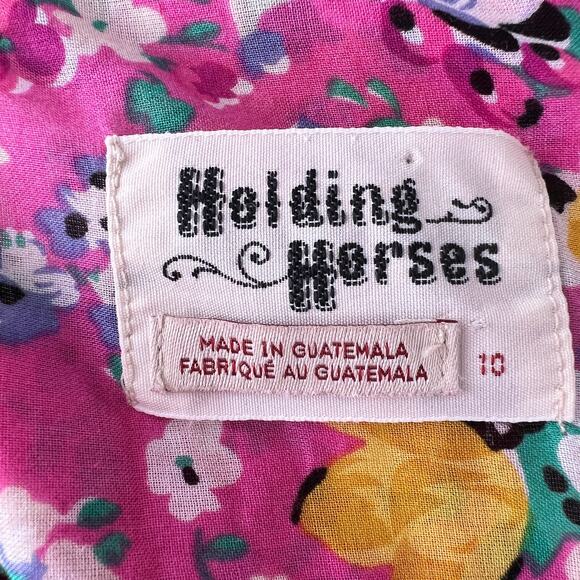 Holding
Horses
MADE IN GUATEMALA
FABRIQUÉ AU GUATEMALA
10